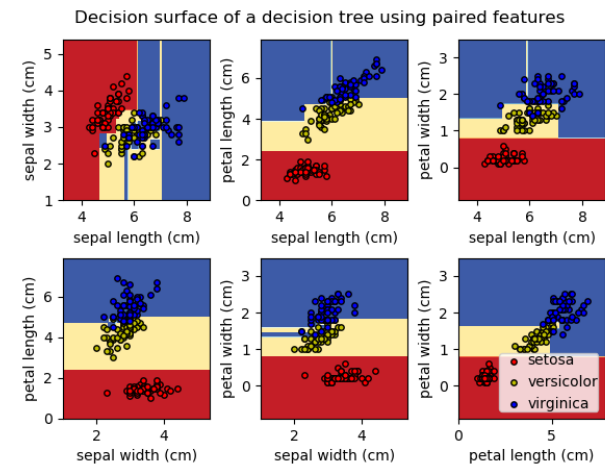 Decision surface of a decision tree using paired features
5
4
3
2
1
sepal width (cm)
4 6 8
sepal length (cm)
6
4
2
0
petal length (cm)
4 6 8
sepal length (cm)
3
2
1
0
petal width (cm)
4 6 8
sepal length (cm)
6
4
2
0
petal length (cm)
2 4
sepal width (cm)
3
2
1
0
petal width (cm)
2 4
sepal width (cm)
3
2
1
0
petal width (cm)
0 5
petal length (cm)
setosa
versicolor
virginica